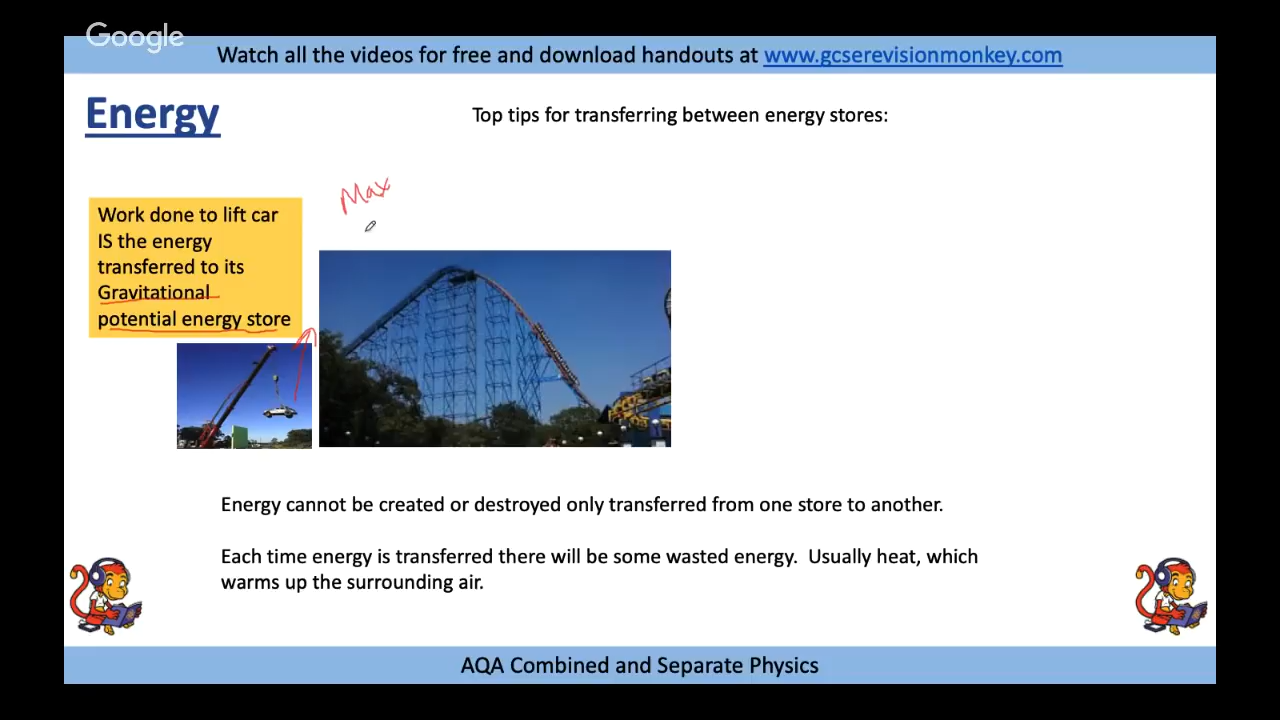 Google
Watch all the videos for free and download handouts at www.gcserevisionmonkey.com
Energy
Top tips for transferring between energy stores:
Max
Work done to lift car
IS the energy
transferred to its
Gravitational
potential energy store
Energy cannot be created or destroyed only transferred from one store to another.
Each time energy is transferred there will be some wasted energy. Usually heat, which
warms up the surrounding air.
AQA Combined and Separate Physics